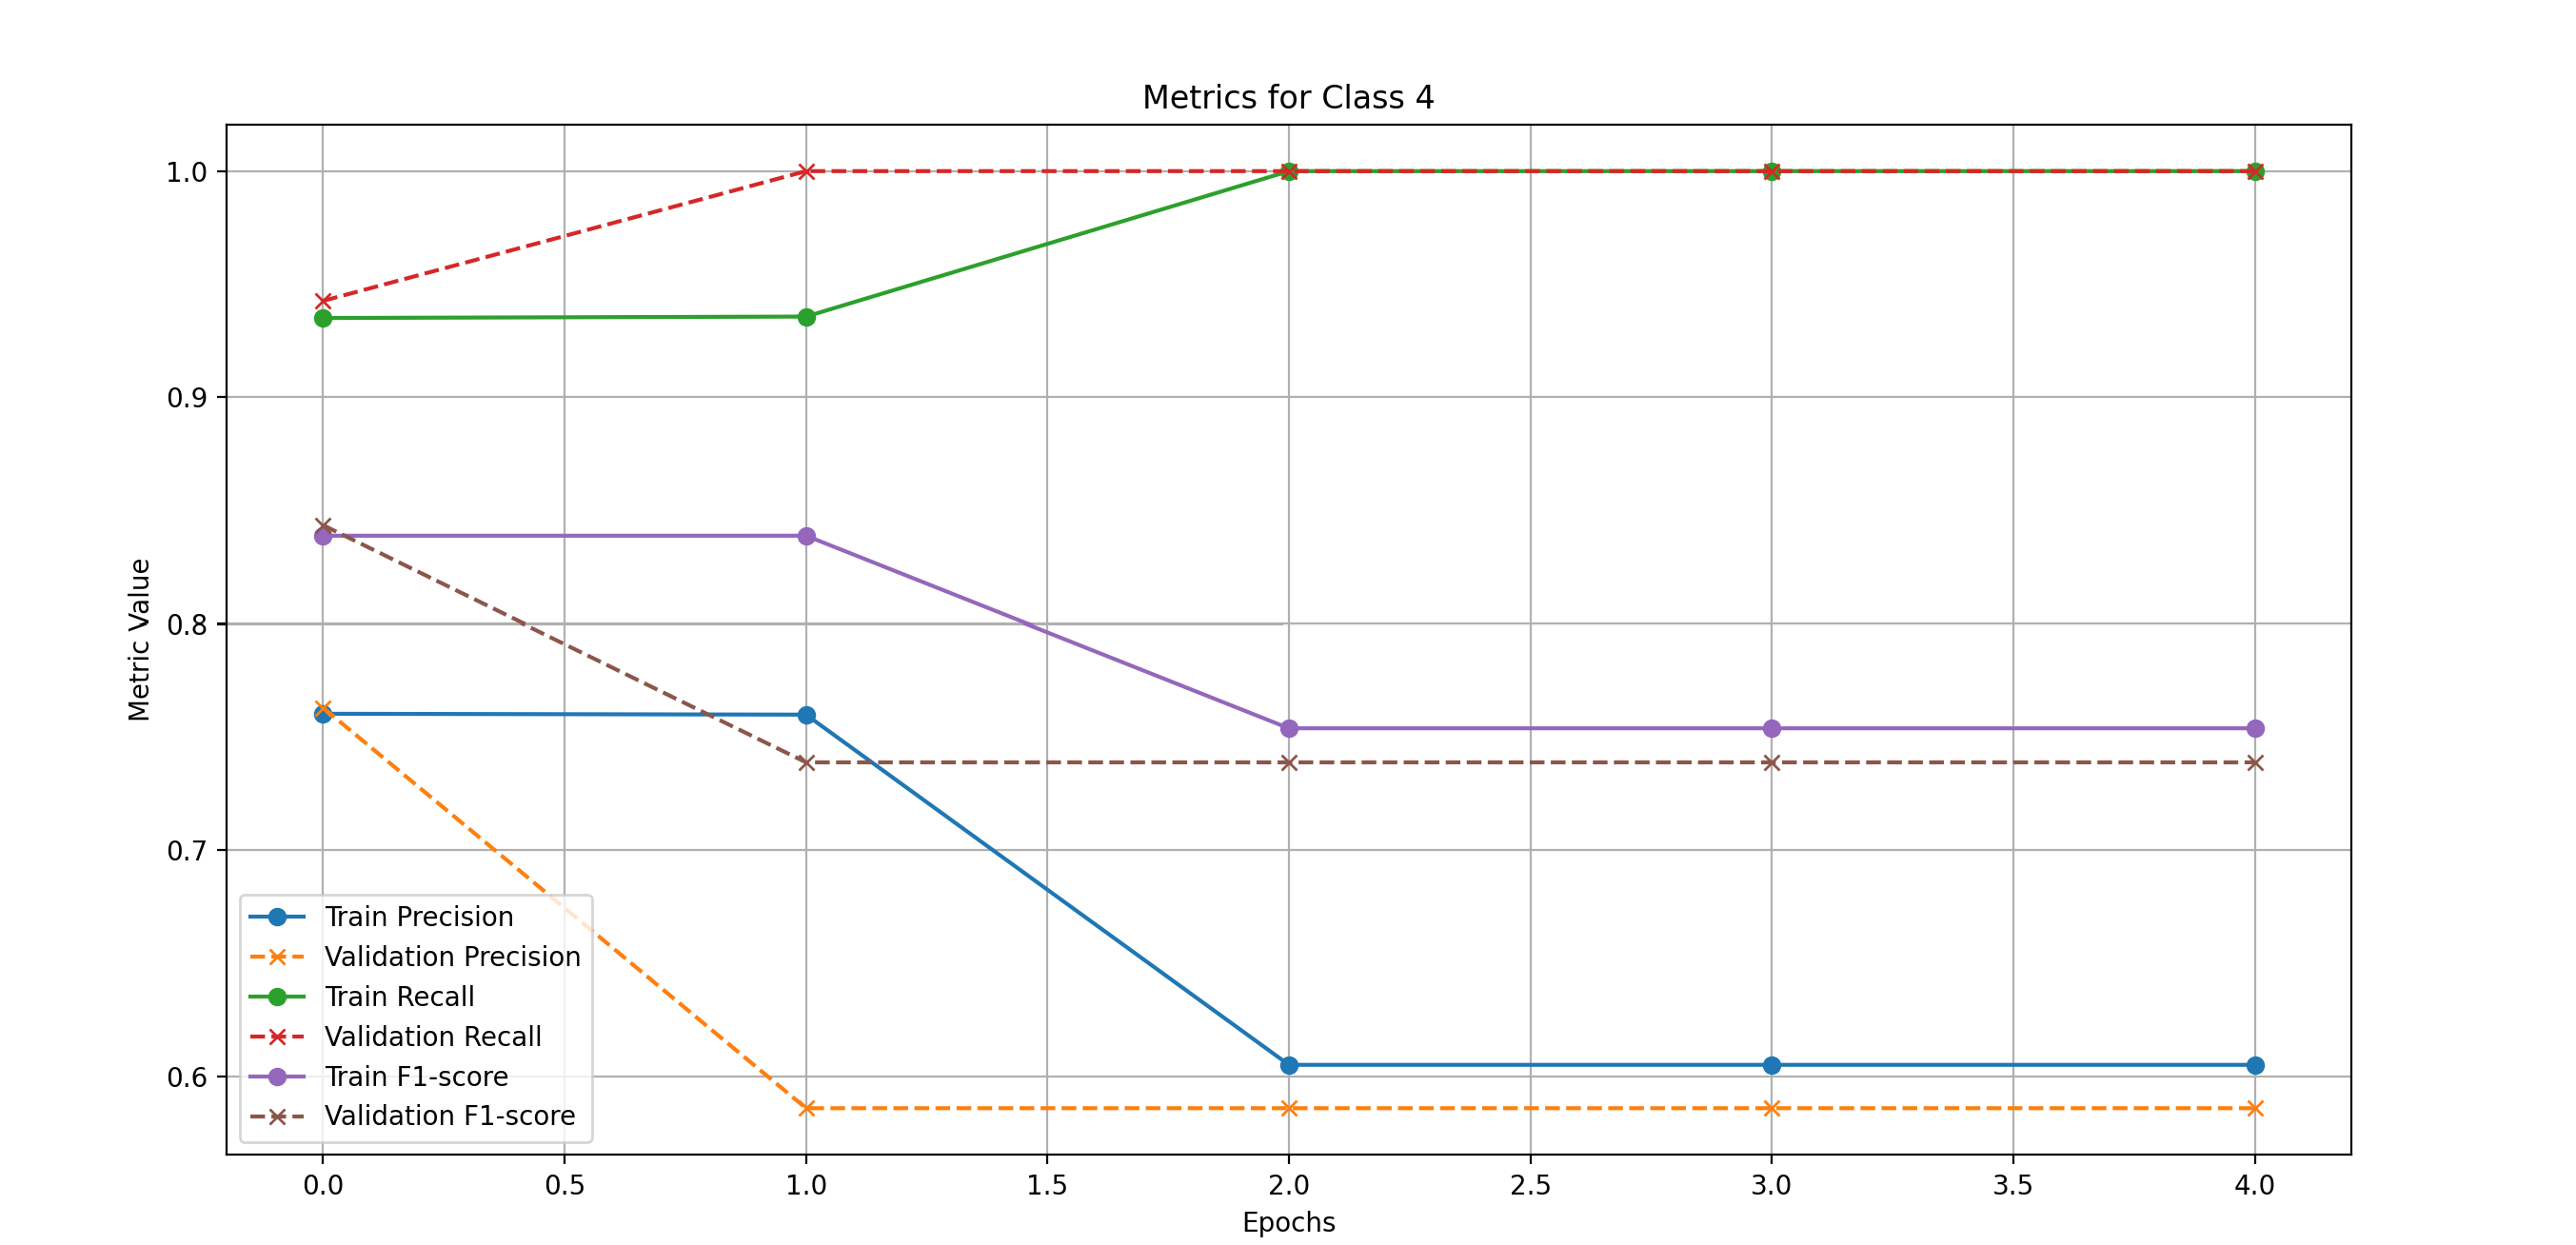 Metrics for Class 4
Metric Value
1.0
0.9
0.8
0.7
0.6
Train Precision
Validation Precision
Train Recall
Validation Recall
Train F1-score
Validation F1-score
0.0 0.5 1.0 1.5 2.0 2.5 3.0 3.5 4.0
Epochs